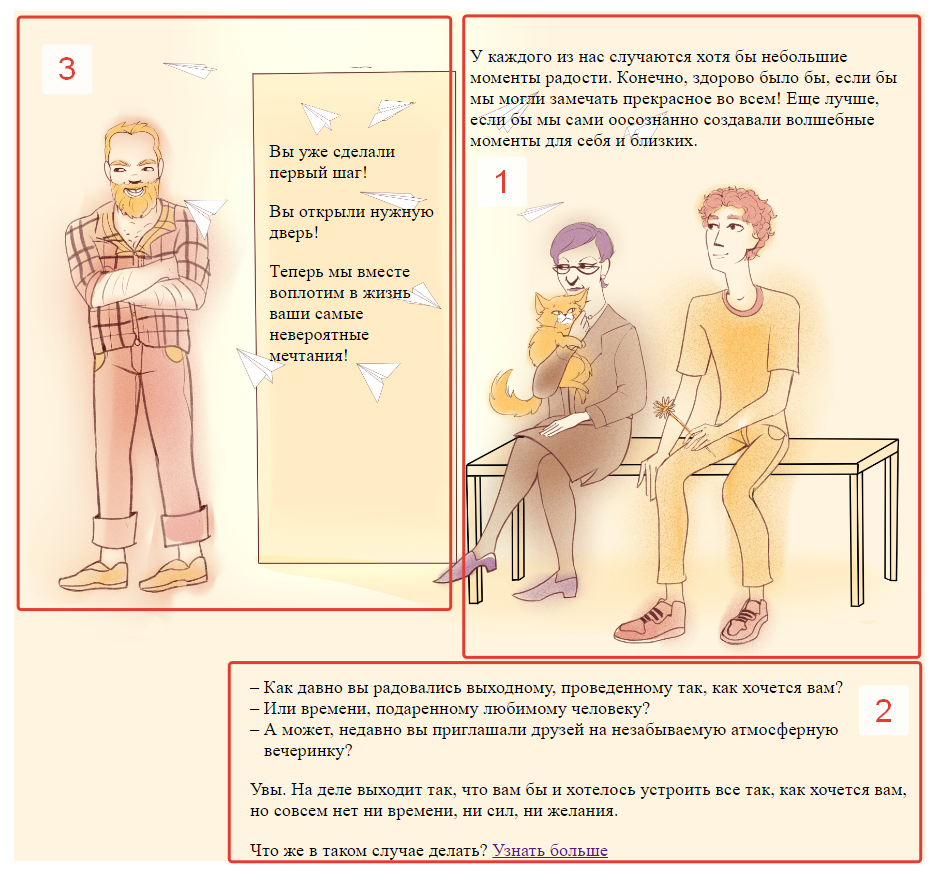 3
Вы уже сделали
первый шаг!
Вы открыли нужную
дверь!
Теперь мы вместе
воплотим в жизнь
ваши самые
невероятные
мечтания!
У каждого из нас случаются хотя бы небольшие
моменты радости. Конечно, здорово было бы, если бы
мы могли замечать прекрасное во всем! Еще лучше,
если бы мы сами оосознанно создавали волшебные
моменты для себя и близких.
1
– Как давно вы радовались выходному, проведенному так, как хочется вам?
– Или времени, подаренному любимому человеку?
– А может, недавно вы приглашали друзей на незабываемую атмосферную
вечеринку?
2
Увы. На деле выходит так, что вам бы и хотелось устроить все так, как хочется вам,
но совсем нет ни времени, ни сил, ни желания.
Что же в таком случае делать? Узнать больше